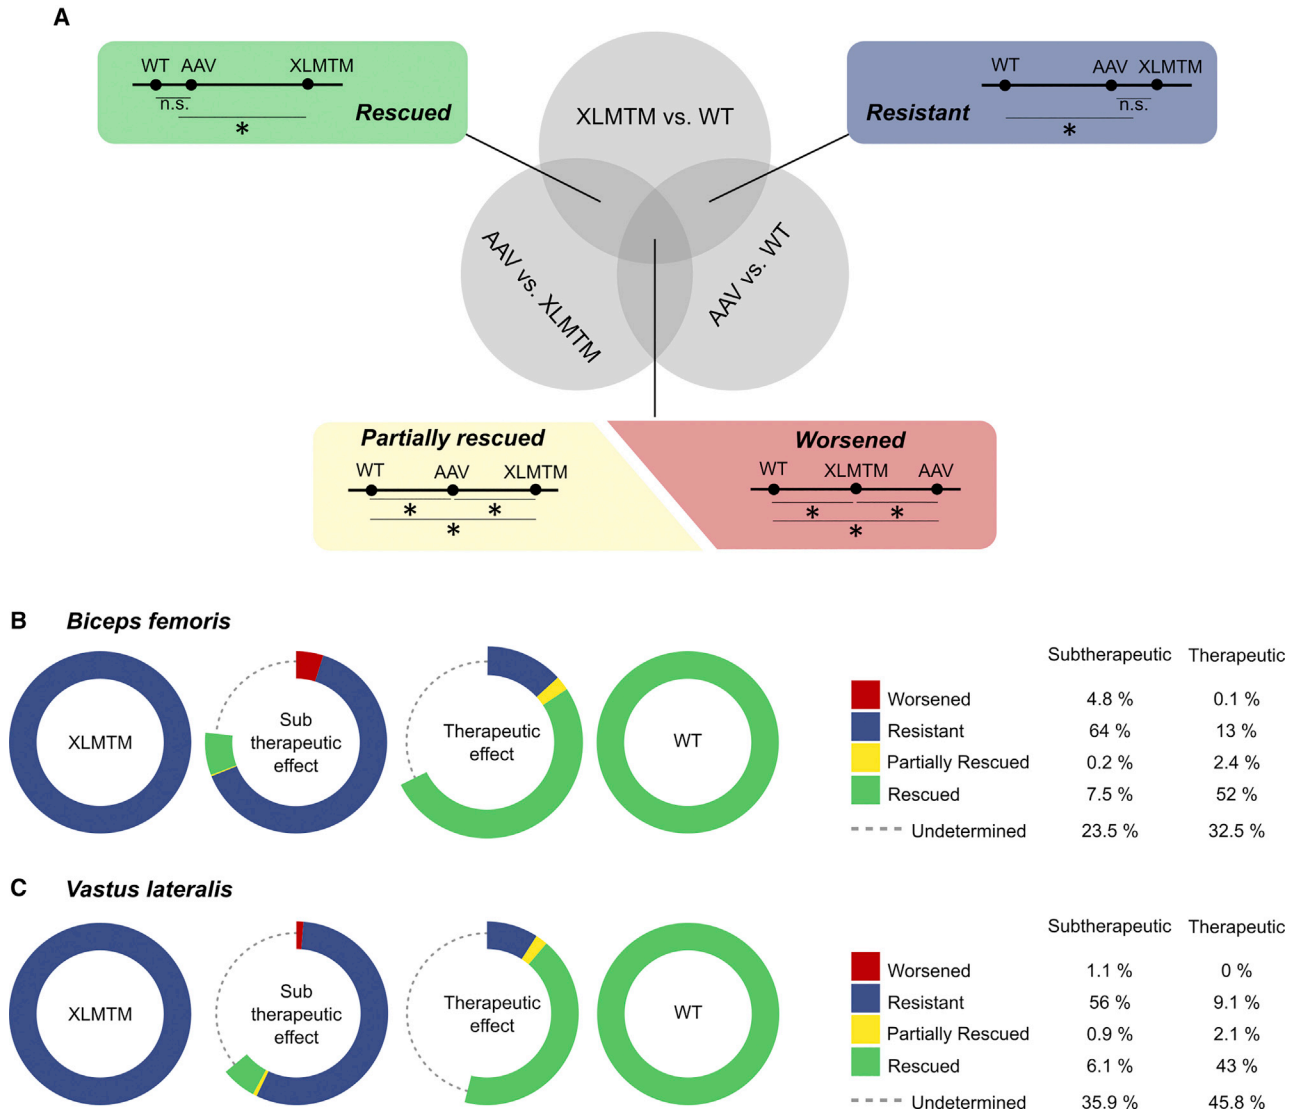 A
WT AAV XLMTM
n.s.
*
Rescued
XLMTM vs. WT
WT AAV XLMTM
n.s.
*
Resistant
AAV vs. XLMTM
AAV vs. WT
Partially rescued
WT AAV XLMTM
* *
*
Worsened
WT XLMTM AAV
* *
*
B Biceps femoris
XLMTM
Sub
therapeutic
effect
Therapeutic
effect
WT
Subtherapeutic Therapeutic
Worsened 4.8 % 0.1 %
Resistant 64 % 13 %
Partially Rescued 0.2 % 2.4 %
Rescued 7.5 % 52 %
Undetermined 23.5 % 32.5 %
C Vastus lateralis
XLMTM
Sub
therapeutic
effect
Therapeutic
effect
WT
Subtherapeutic Therapeutic
Worsened 1.1 % 0 %
Resistant 56 % 9.1 %
Partially Rescued 0.9 % 2.1 %
Rescued 6.1 % 43 %
Undetermined 35.9 % 45.8 %